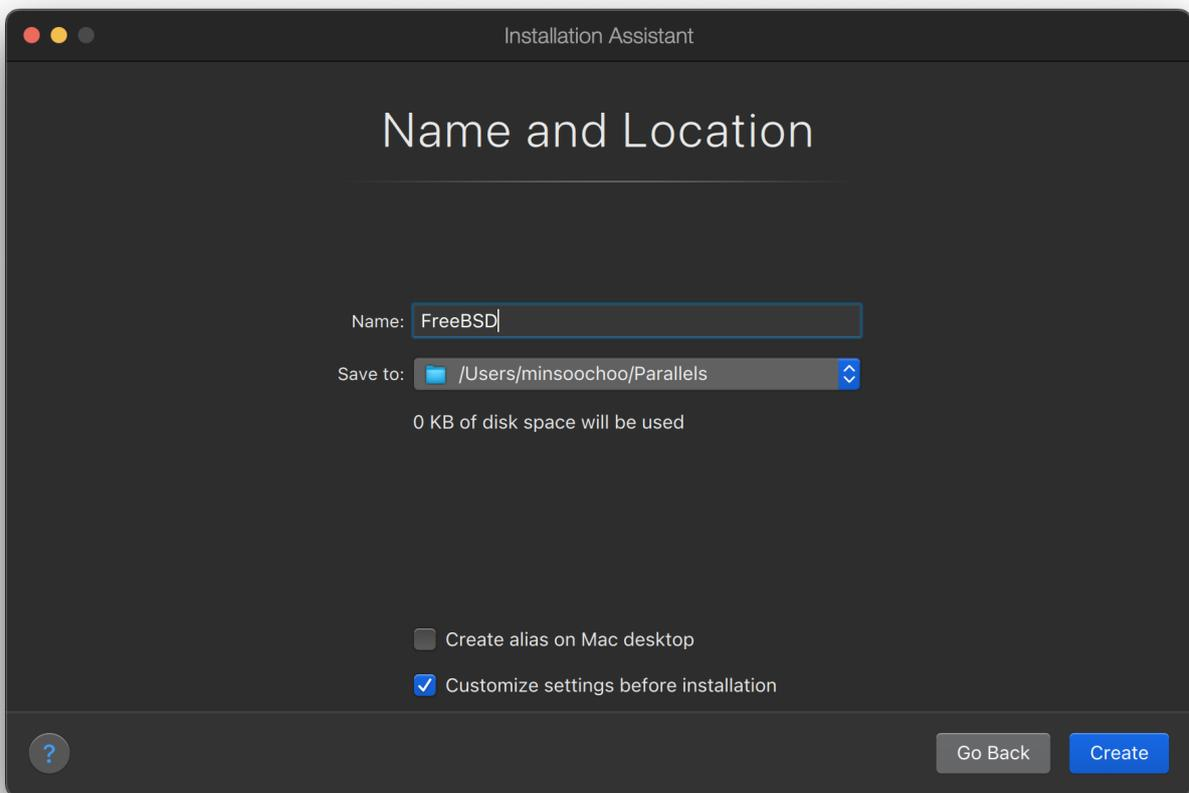 Installation Assistant
Name and Location
Name: FreeBSD
Save to: /Users/minsoochoo/Parallels
0 KB of disk space will be used
Create alias on Mac desktop
Customize settings before installation
? Go Back Create